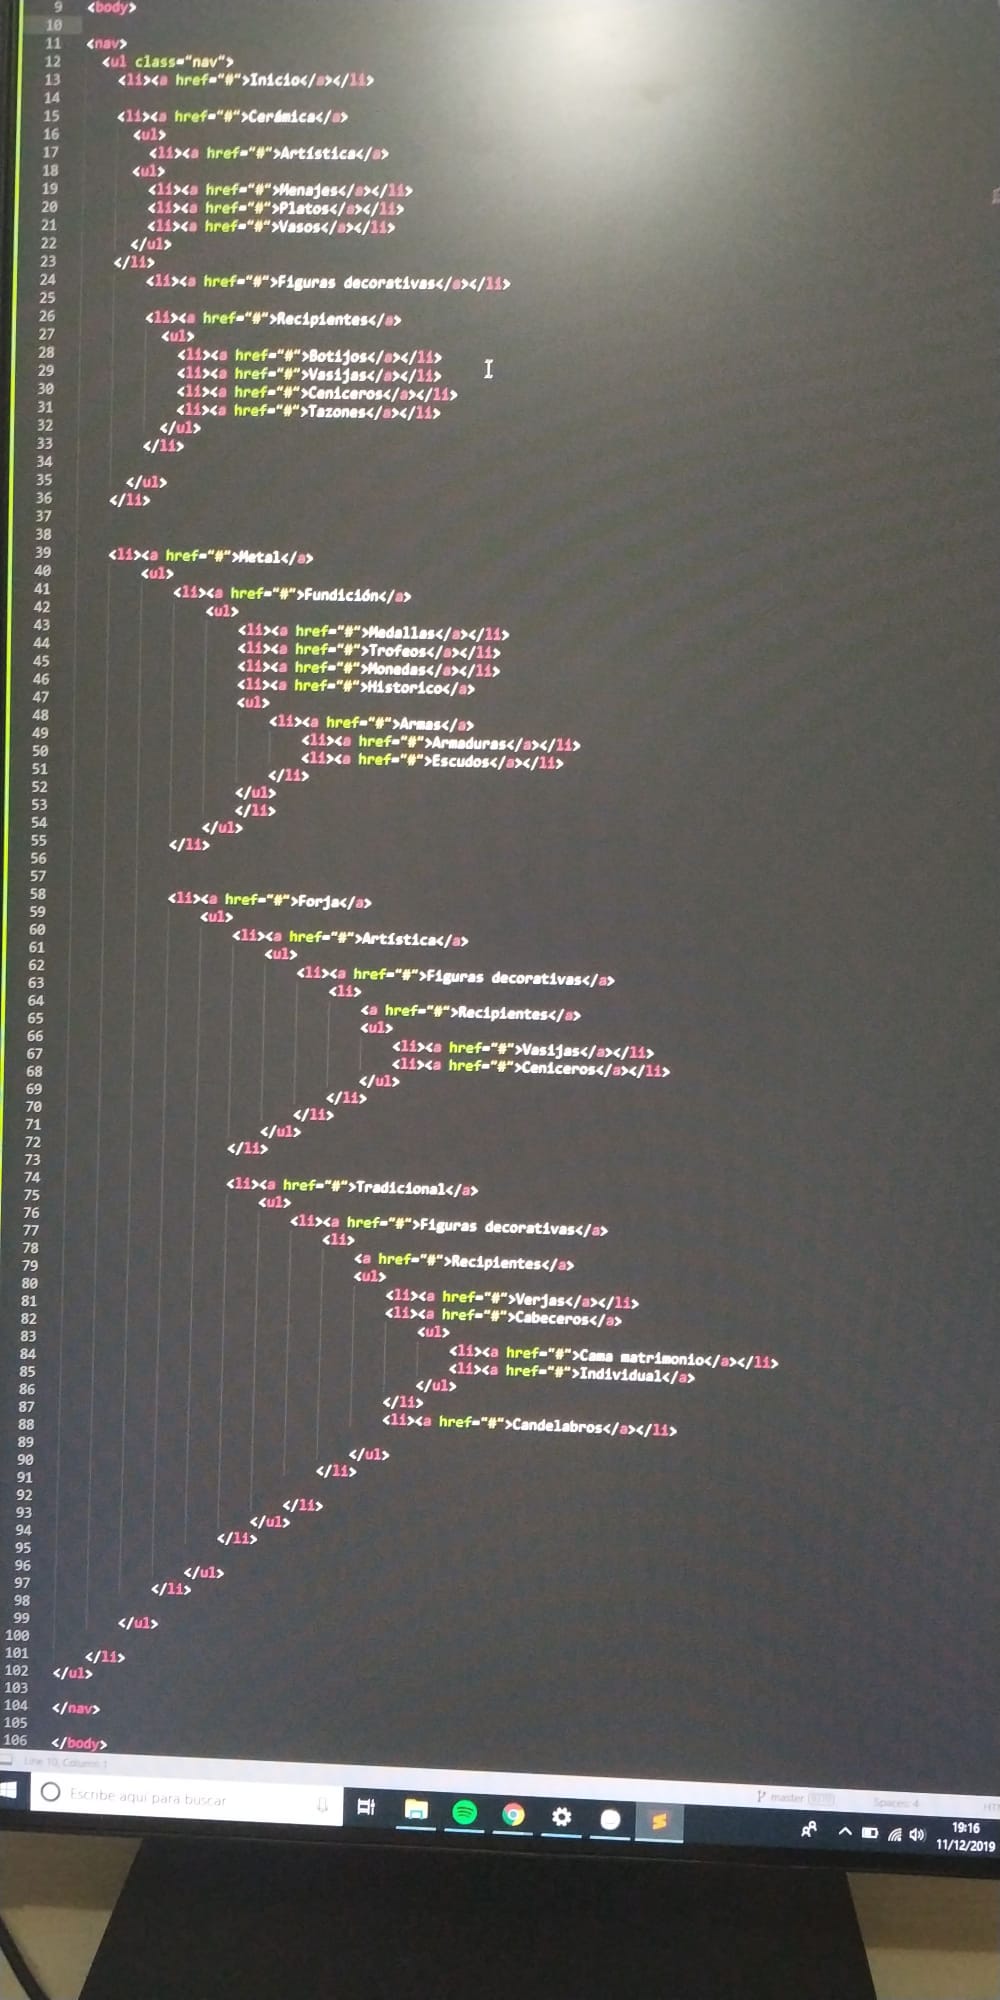 9 <body>
10
11 <nav>
12 <ul class="nav">
13 <li><a href="#">Inicio</a></li>
14
15 <li><a href="#">Cerámica</a>
16 <ul>
17 <li><a href="#">Artística</a>
18 <ul>
19 <li><a href="#">Menajes</a></li>
20 <li><a href="#">Platos</a></li>
21 <li><a href="#">Vasos</a></li>
22 </ul>
23 </li>
24 <li><a href="#">Figuras decorativas</a></li>
25
26 <li><a href="#">Recipientes</a>
27 <ul>
28 <li><a href="#">Botijos</a></li>
29 <li><a href="#">Vasijas</a></li>
30 <li><a href="#">Ceniceros</a></li>
31 <li><a href="#">Tazones</a></li>
32 </ul>
33 </li>
34
35 </ul>
36 </li>
37
38
39 <li><a href="#">Metal</a>
40 <ul>
41 <li><a href="#">Fundición</a>
42 <ul>
43 <li><a href="#">Medallas</a></li>
44 <li><a href="#">Trofeos</a></li>
45 <li><a href="#">Monedas</a></li>
46 <li><a href="#">Historico</a>
47 <ul>
48 <li><a href="#">Armas</a>
49 <li><a href="#">Armaduras</a></li>
50 <li><a href="#">Escudos</a></li>
51 </li>
52 </ul>
53 </li>
54 </ul>
55 </li>
56
57
58 <li><a href="#">Forja</a>
59 <ul>
60 <li><a href="#">Artística</a>
61 <ul>
62 <li><a href="#">Figuras decorativas</a>
63 <li>
64 <a href="#">Recipientes</a>
65 <ul>
66 <li><a href="#">Vasijas</a></li>
67 <li><a href="#">Ceniceros</a></li>
68 </ul>
69 </li>
70 </li>
71 </ul>
72 </li>
73
74 <li><a href="#">Tradicional</a>
75 <ul>
76 <li><a href="#">Figuras decorativas</a>
77 <li>
78 <a href="#">Recipientes</a>
79 <ul>
80 <li><a href="#">Verjas</a></li>
81 <li><a href="#">Cabeceros</a>
82 <ul>
83 <li><a href="#">Cama matrimonio</a></li>
84 <li><a href="#">Individual</a>
85 </ul>
86 </li>
87 <li><a href="#">Candelabros</a></li>
88
89 </ul>
90 </li>
91
92 </li>
93 </ul>
94 </li>
95
96 </ul>
97 </li>
98
99 </ul>
100
101 </li>
102 </ul>
103
104 </nav>
105
106 </body>
Line 10, Column 1
master
Spaces: 4
Escribe aquí para buscar
19:16
11/12/2019